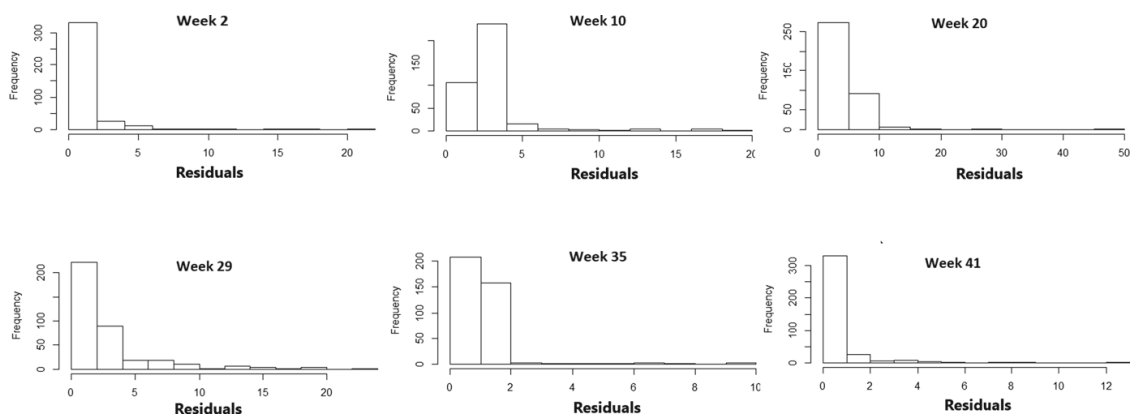 Week 2
Frequency
0 100 200 300
0 5 10 15 20
Residuals
Week 10
Frequency
0 50 150
0 5 10 15 20
Residuals
Week 20
Frequency
0 50 150 250
0 10 20 30 40 50
Residuals
Week 29
Frequency
0 50 100 200
0 5 10 15 20
Residuals
Week 35
Frequency
0 50 100 150 200
0 2 4 6 8 10
Residuals
Week 41
Frequency
0 100 200 300
0 2 4 6 8 10 12
Residuals